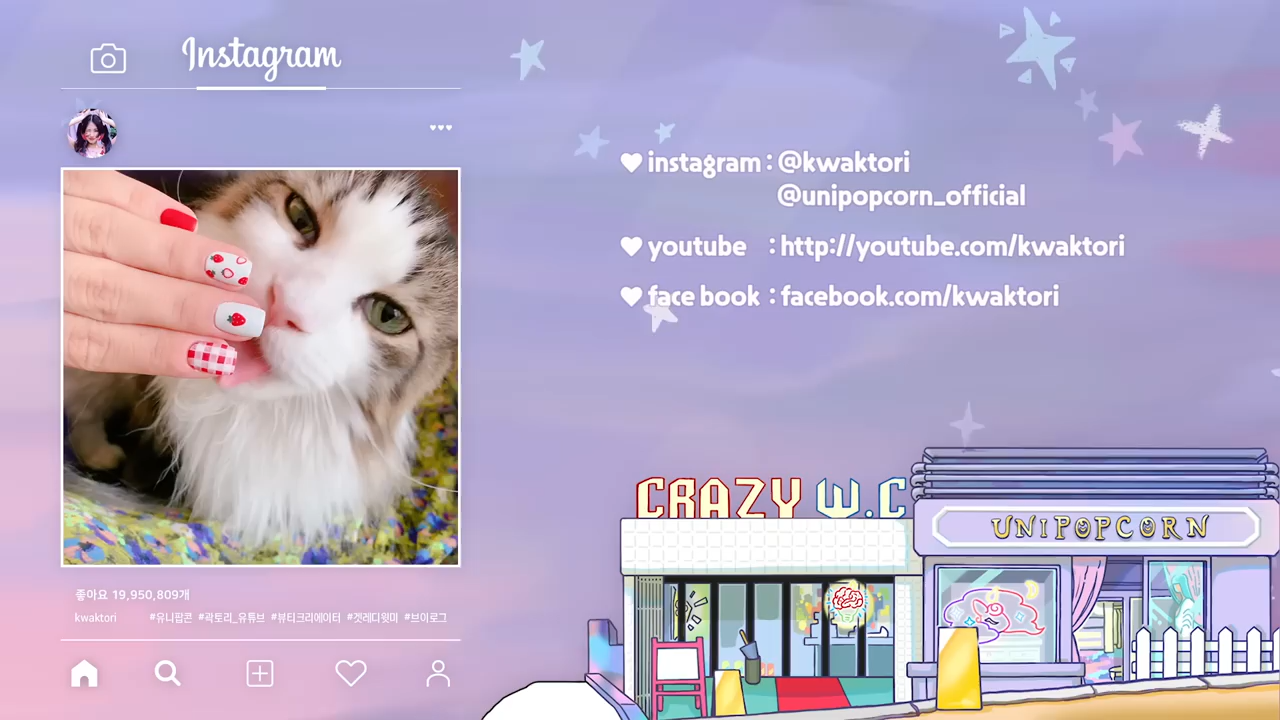 Instagram
instagram : @kwaktori
@unipopcorn_official
youtube : http://youtube.com/kwaktori
face book : facebook.com/kwaktori
CRAZY W.C
UNIPOPCORN
좋아요 19,950,809개
kwaktori #유니팝콘 #곽토리_유튜브 #뷰티크리에이터 #겟레디윗미 #브이로그